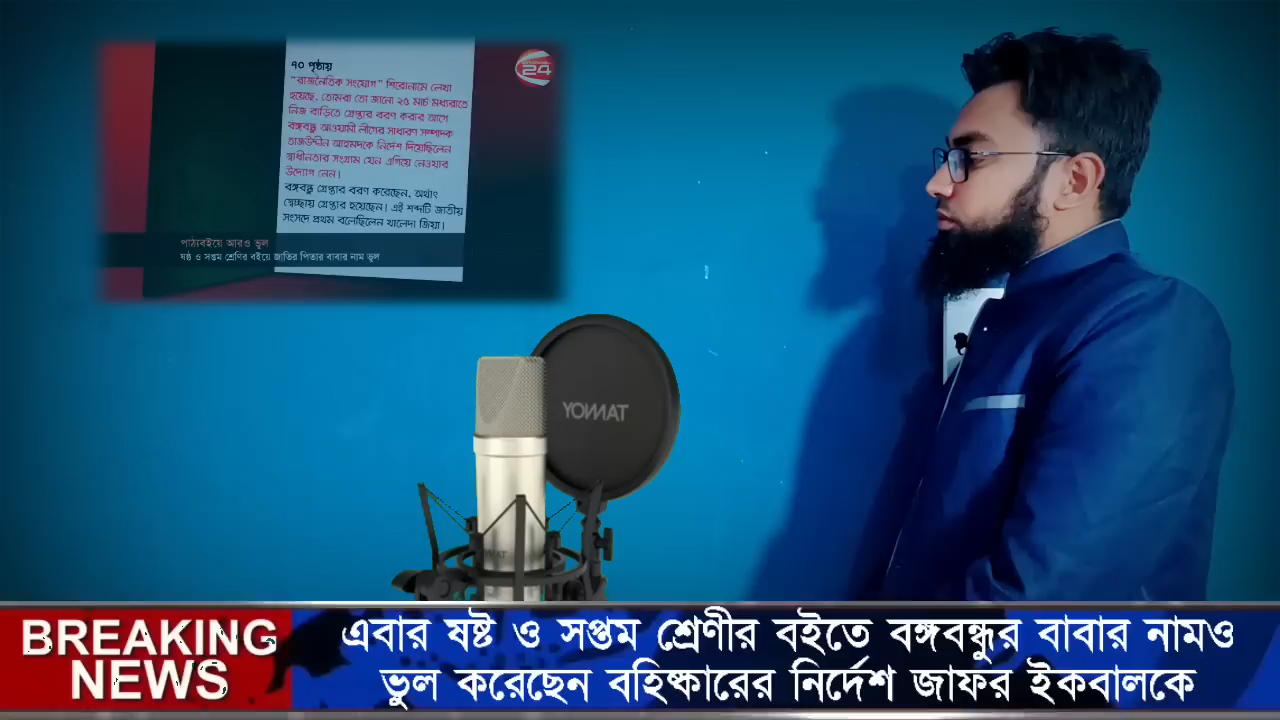 ৭০ পৃষ্ঠায়
24
"রাজনৈতিক সংযোগ" শিরোনামে লেখা
হয়েছে, তোমরা তো জানো ২৫ মার্চ মধ্যরাতে
নিজ বাড়িতে গ্রেপ্তার বরণ করার আগে
বঙ্গবন্ধু আওয়ামী লীগের সাধারণ সম্পাদক
তাজউদ্দীন আহমদকে নির্দেশ দিয়েছিলেন
স্বাধীনতার সংগ্রাম যেন এগিয়ে নেওয়ার
উদ্যোগ নেন।
বঙ্গবন্ধু গ্রেপ্তার বরণ করেছেন, অর্থাৎ
স্বেচ্ছায় গ্রেপ্তার হয়েছেন। এই শব্দটি জাতীয়
সংসদে প্রথম বলেছিলেন খালেদা জিয়া।
পাঠ্যবইয়ে আরও ভুল
ষষ্ঠ ও সপ্তম শ্রেণির বইয়ে জাতির পিতার বাবার নাম ভুল
YOMAT
BREAKING
NEWS
এবার ষষ্ট ও সপ্তম শ্রেণীর বইতে বঙ্গবন্ধুর বাবার নামও
ভুল করেছেন বহিষ্কারের নির্দেশ জাফর ইকবালকে